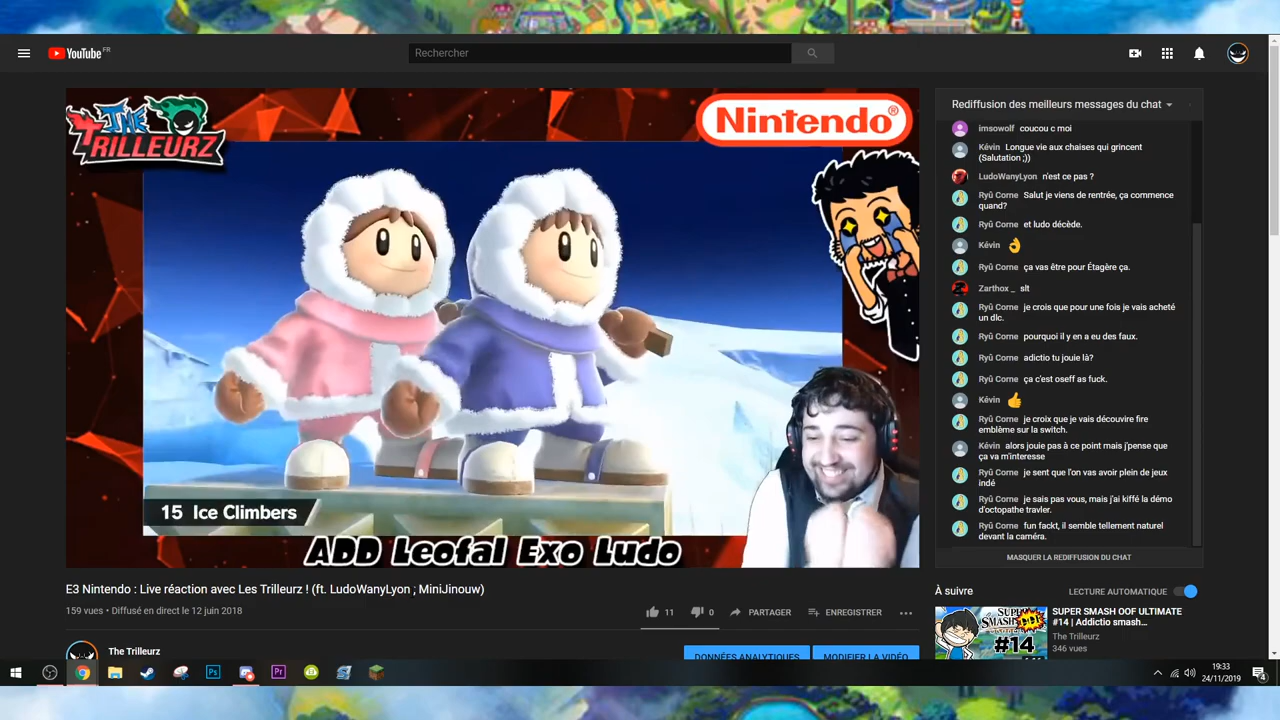 YouTube FR
Rechercher
THE
TRILLEURZ
Nintendo®
15 Ice Climbers
ADD Leofal Exo Ludo
Rediffusion des meilleurs messages du chat
imsowolf coucou c moi
Kévin Longue vie aux chaises qui grincent
(Salutation ;))
LudoWanyLyon n'est ce pas ?
Ryū Corne Salut je viens de rentrée, ça commence
quand?
Ryū Corne et ludo décède.
Kévin 👌
Ryū Corne ça vas être pour Étagère ça.
Zarthox _ slt
Ryū Corne je crois que pour une fois je vais acheté
un dlc.
Ryū Corne pourquoi il y en a eu des faux.
Ryū Corne adictio tu jouie là?
Ryū Corne ça c'est oseff as fuck.
Kévin 👍
Ryū Corne je croix que je vais découvrire fire
emblème sur la switch.
Kévin alors jouie pas à ce point mais j'pense que
ça va m'interesse
Ryū Corne je sent que l'on vas avoir plein de jeux
indé
Ryū Corne je sais pas vous, mais j'ai kiffé la démo
d'octopathe travler.
Ryū Corne fun fackt, il semble tellement naturel
devant la caméra.
MASQUER LA REDIFFUSION DU CHAT
E3 Nintendo : Live réaction avec Les Trilleurz ! (ft. LudoWanyLyon ; MiniJinouw)
159 vues • Diffusé en direct le 12 juin 2018
11
0
PARTAGER
ENREGISTRER
The Trilleurz
DONNÉES ANALYTIQUES
MODIFIER LA VIDÉO
À suivre
LECTURE AUTOMATIQUE
SUPER
SMASH
#14
SUPER SMASH OOF ULTIMATE
#14 | Addictio smash...
The Trilleurz
346 vues
Ps
Pr
19:33
24/11/2019
4